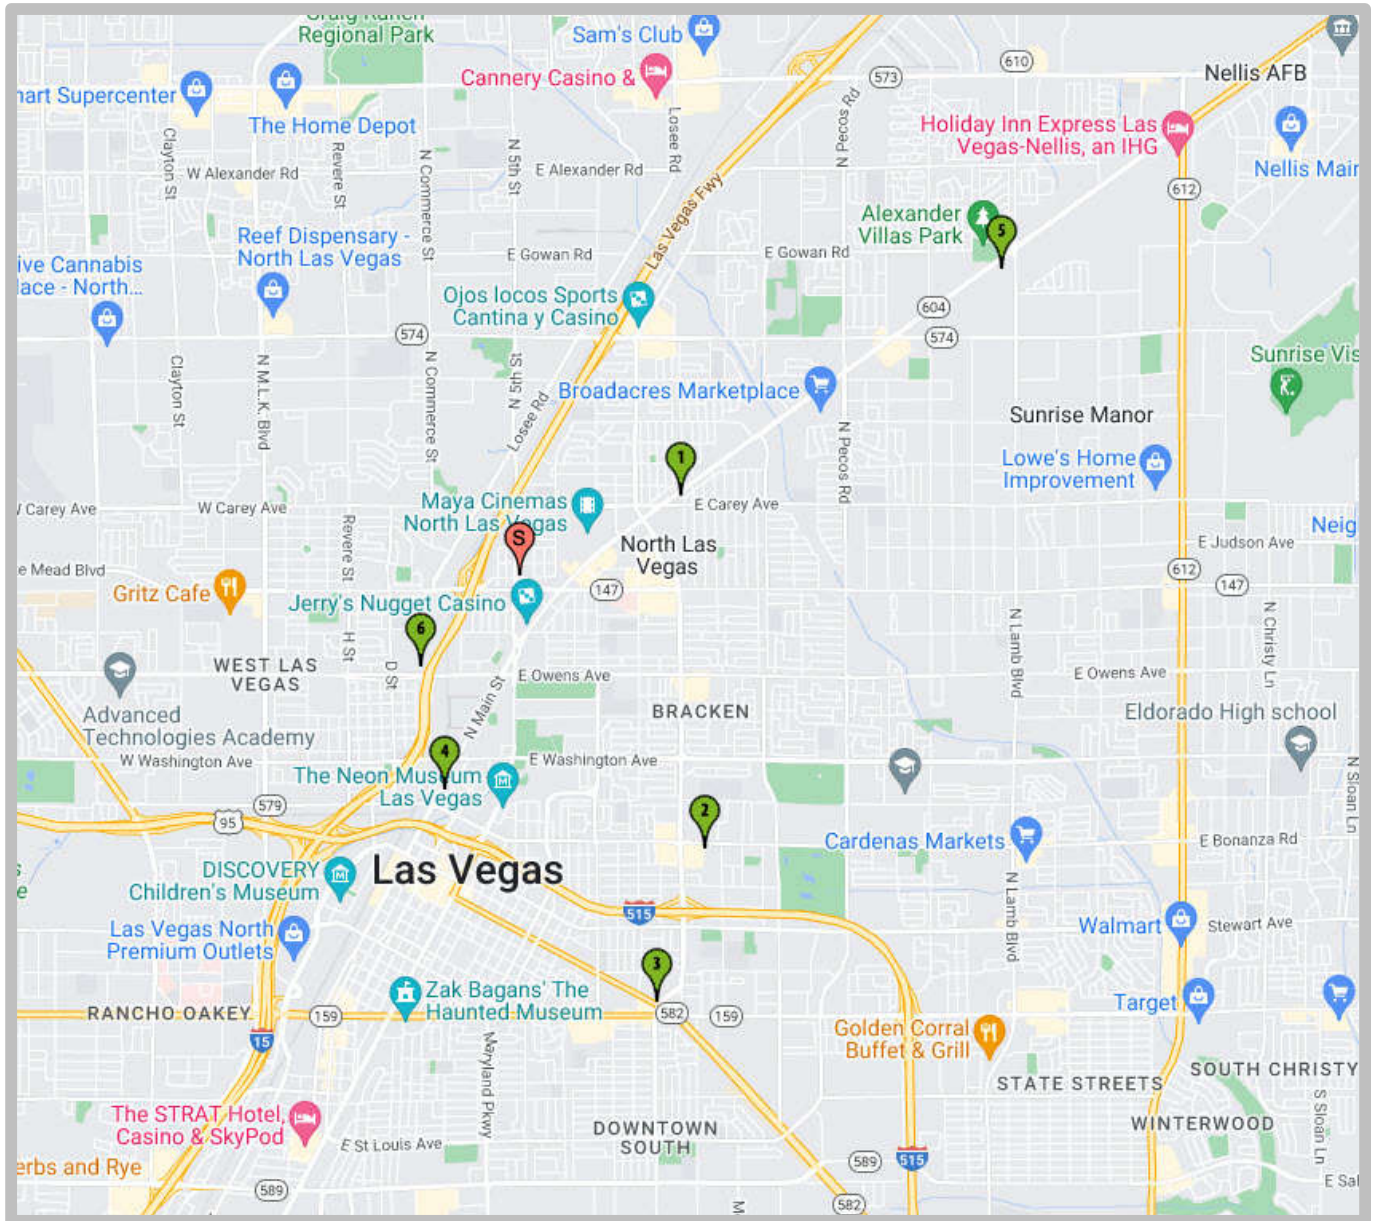 Craig Ranch
Regional Park
Sam's Club
Cannery Casino &
573
610
Nellis AFB
nart Supercenter
The Home Depot
Losee Rd
N Pecos Rd
Holiday Inn Express Las
Vegas-Nellis, an IHG
Nellis Mair
Clayton St
W Alexander Rd
Revere St
N Commerce St
N 5th St
E Alexander Rd
Las Vegas Fwy
612
Alexander
Villas Park
5
Reef Dispensary -
North Las Vegas
E Gowan Rd
E Gowan Rd
ive Cannabis
lace - North...
Ojos locos Sports
Cantina y Casino
604
574
574
Clayton St
N M.L.K. Blvd
N Commerce St
N 5th St
Losee Rd
Broadacres Marketplace
Sunrise Vis
Sunrise Manor
N Pecos Rd
1
Lowe's Home
Improvement
W Carey Ave
W Carey Ave
Maya Cinemas
North Las Vegas
E Carey Ave
Neig
Revere St
S
North Las
Vegas
E Judson Ave
e Mead Blvd
612
147
Gritz Cafe
Jerry's Nugget Casino
147
6
H St
D St
N Lamb Blvd
N Christy Ln
WEST LAS
VEGAS
E Owens Ave
E Owens Ave
N Main St
BRACKEN
Advanced
Technologies Academy
Eldorado High school
W Washington Ave
4
E Washington Ave
The Neon Museum
Las Vegas
N Sloan Ln
579
95
2
Cardenas Markets
E Bonanza Rd
DISCOVERY
Children's Museum
Las Vegas
s
e
N Lamb Blvd
515
Las Vegas North
Premium Outlets
Walmart
Stewart Ave
3
Zak Bagans' The
Haunted Museum
Target
RANCHO OAKEY
159
582
159
15
Golden Corral
Buffet & Grill
Maryland Pkwy
SOUTH CHRISTY
STATE STREETS
The STRAT Hotel,
Casino & SkyPod
DOWNTOWN
SOUTH
WINTERWOOD
S Sloan Ln
E St Louis Ave
erbs and Rye
589
515
589
582
M
E Sal